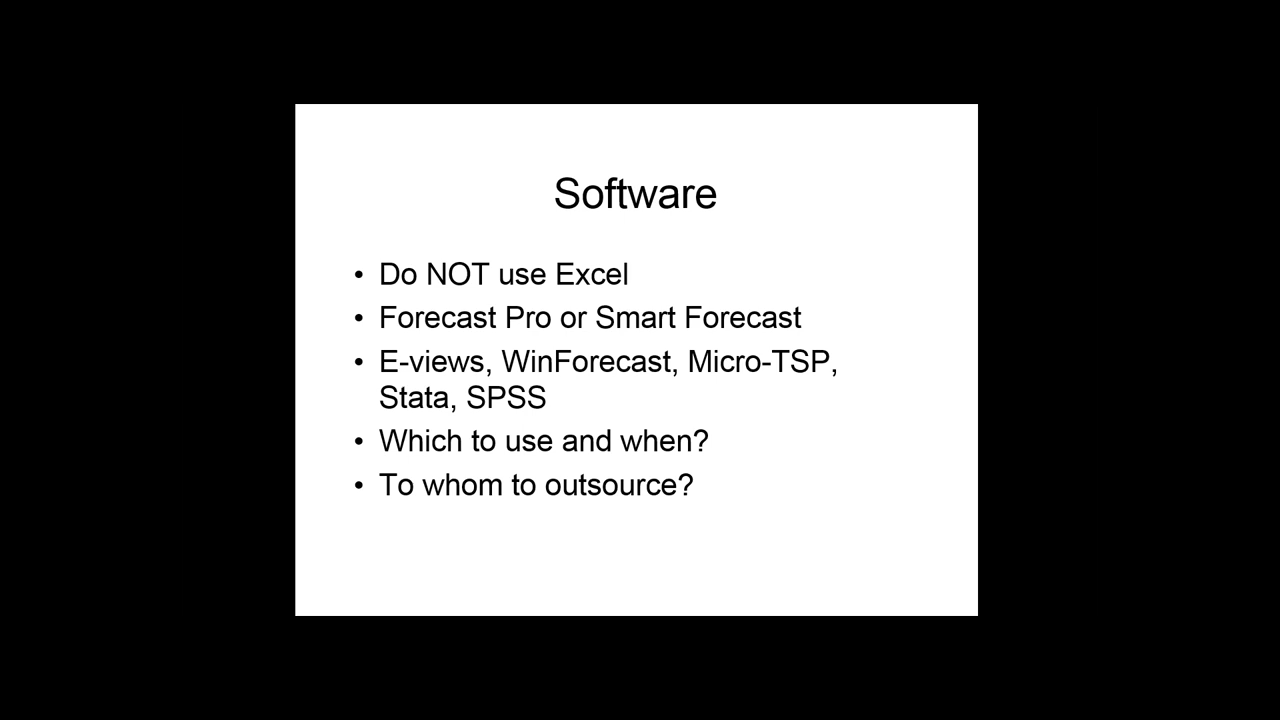 Software
• Do NOT use Excel
• Forecast Pro or Smart Forecast
• E-views, WinForecast, Micro-TSP,
Stata, SPSS
• Which to use and when?
• To whom to outsource?